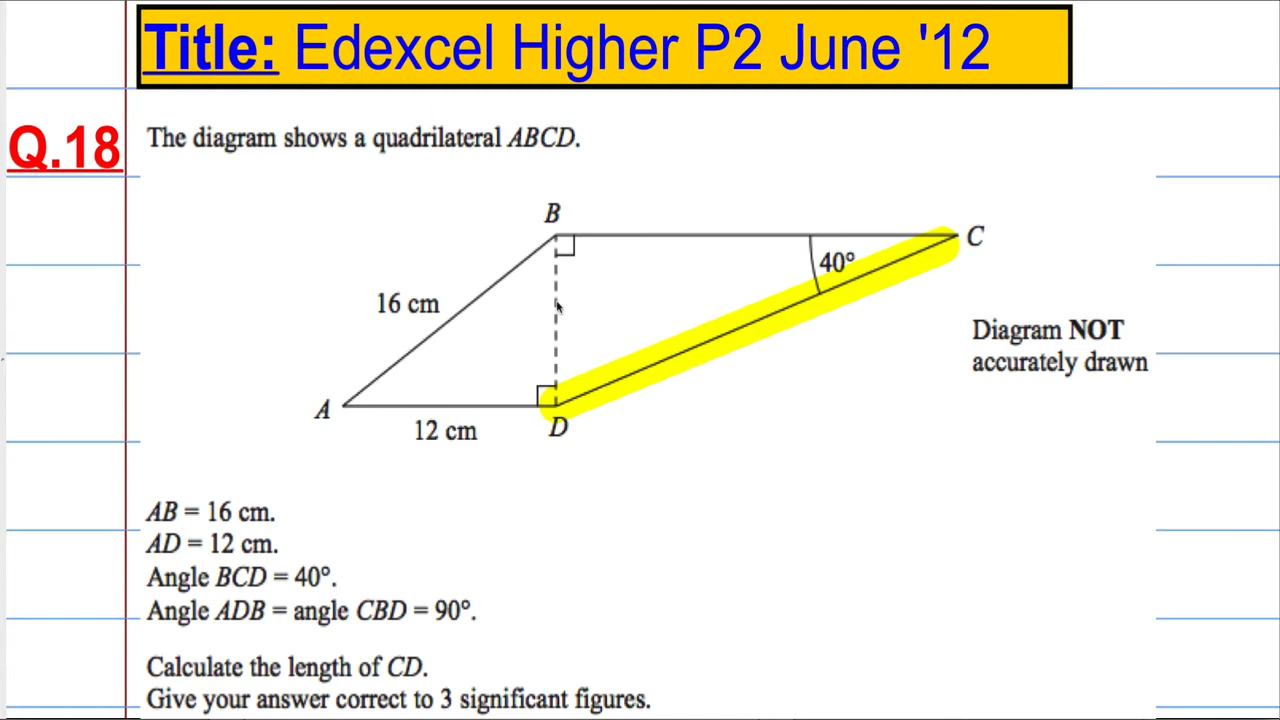 Title: Edexcel Higher P2 June '12
Q.18
The diagram shows a quadrilateral ABCD.
B
C
40°
16 cm
Diagram NOT
accurately drawn
A
D
12 cm
AB = 16 cm.
AD = 12 cm.
Angle BCD = 40°.
Angle ADB = angle CBD = 90°.
Calculate the length of CD.
Give your answer correct to 3 significant figures.